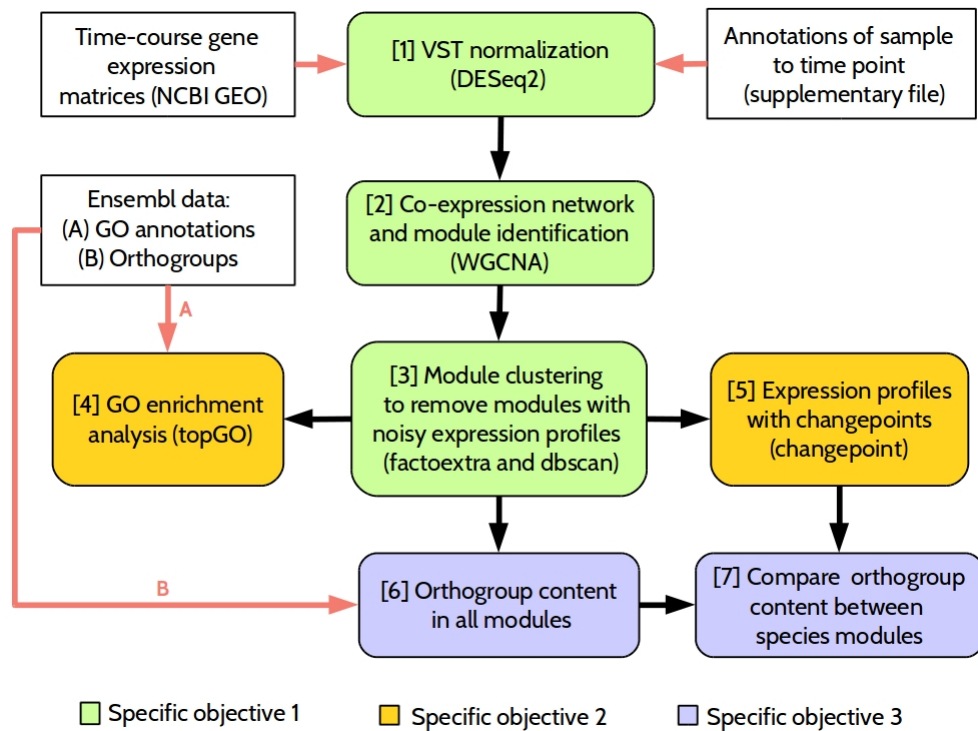 Time-course gene
expression
matrices (NCBI GEO)
[1] VST normalization
(DESeq2)
Annotations of sample
to time point
(supplementary file)
Ensembl data:
(A) GO annotations
(B) Orthogroups
[2] Co-expression network
and module identification
(WGCNA)
A
[4] GO enrichment
analysis (topGO)
[3] Module clustering
to remove modules with
noisy expression profiles
(factoextra and dbscan)
[5] Expression profiles
with changepoints
(changepoint)
B
[6] Orthogroup content
in all modules
[7] Compare orthogroup
content between
species modules
Specific objective 1
Specific objective 2
Specific objective 3